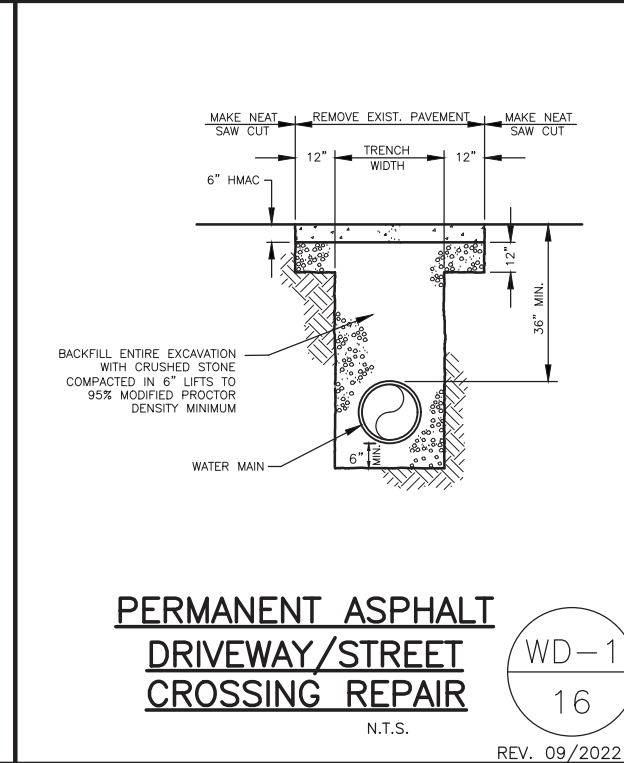 MAKE NEAT
SAW CUT
REMOVE EXIST. PAVEMENT
MAKE NEAT
SAW CUT
12"
TRENCH
WIDTH
12"
6" HMAC
12"
36" MIN.
BACKFILL ENTIRE EXCAVATION
WITH CRUSHED STONE
COMPACTED IN 6" LIFTS TO
95% MODIFIED PROCTOR
DENSITY MINIMUM
WATER MAIN
6"
MIN.
PERMANENT ASPHALT
DRIVEWAY/STREET
CROSSING REPAIR
N.T.S.
WD-1
16
REV. 09/2022